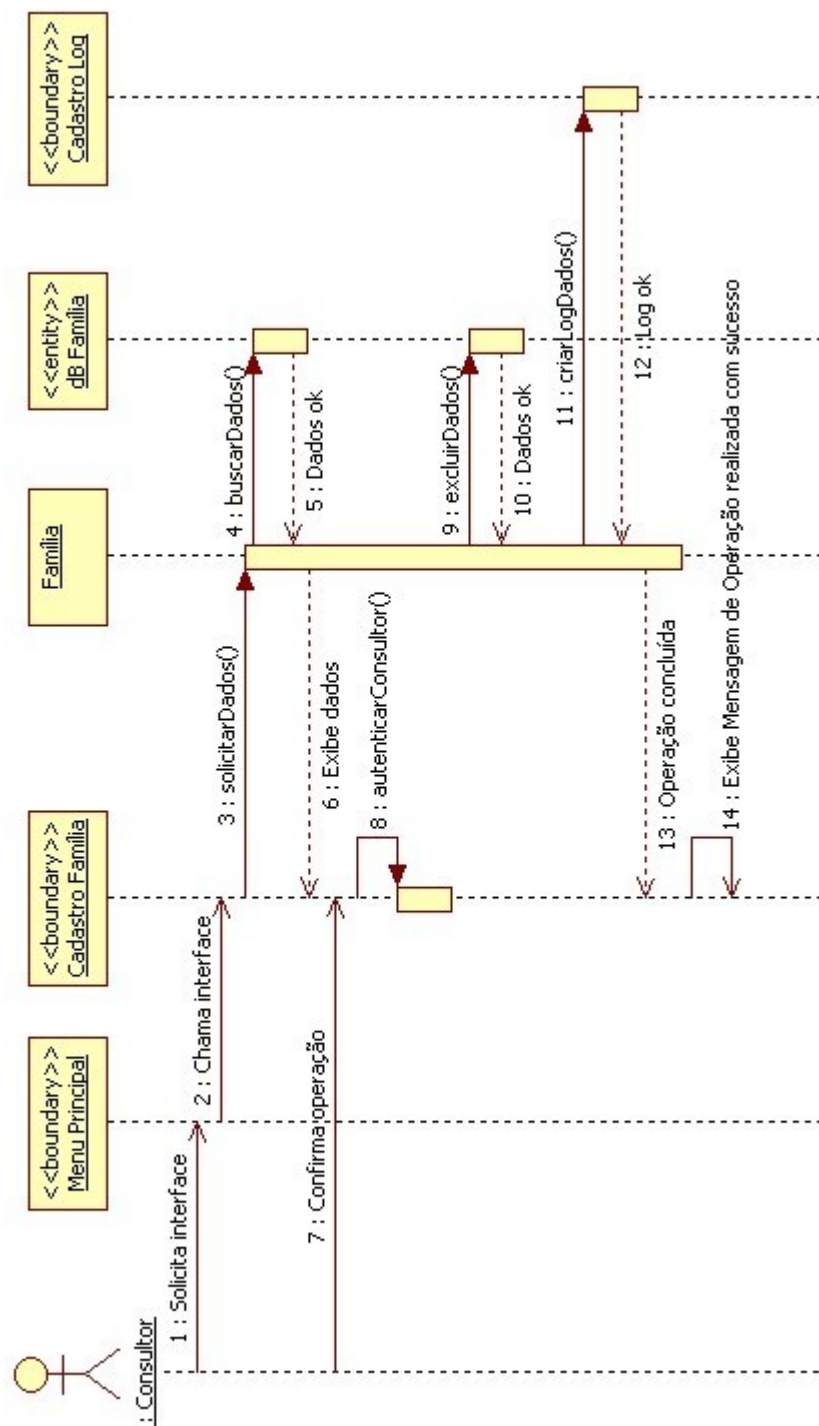 : Consultor
<<boundary>>
Menu Principal
<<boundary>>
Cadastro Família
Família
<<entity>>
dB Família
<<boundary>>
Cadastro Log
1 : Solicita interface
2 : Chama interface
3 : solicitarDados()
4 : buscarDados()
5 : Dados ok
6 : Exibe dados
7 : Confirma operação
8 : autenticarConsultor()
9 : excluirDados()
10 : Dados ok
11 : criarLogDados()
12 : Log ok
13 : Operação concluída
14 : Exibe Mensagem de Operação realizada com sucesso